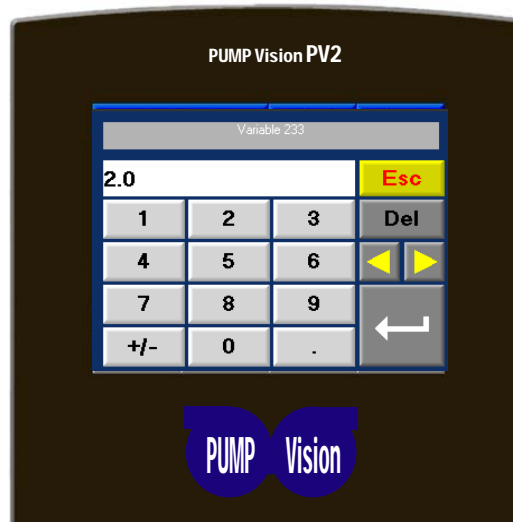 PUMP Vision PV2
Variable 233
2.0 Esc
1 2 3 Del
4 5 6
7 8 9
+/- 0 .
PUMP Vision